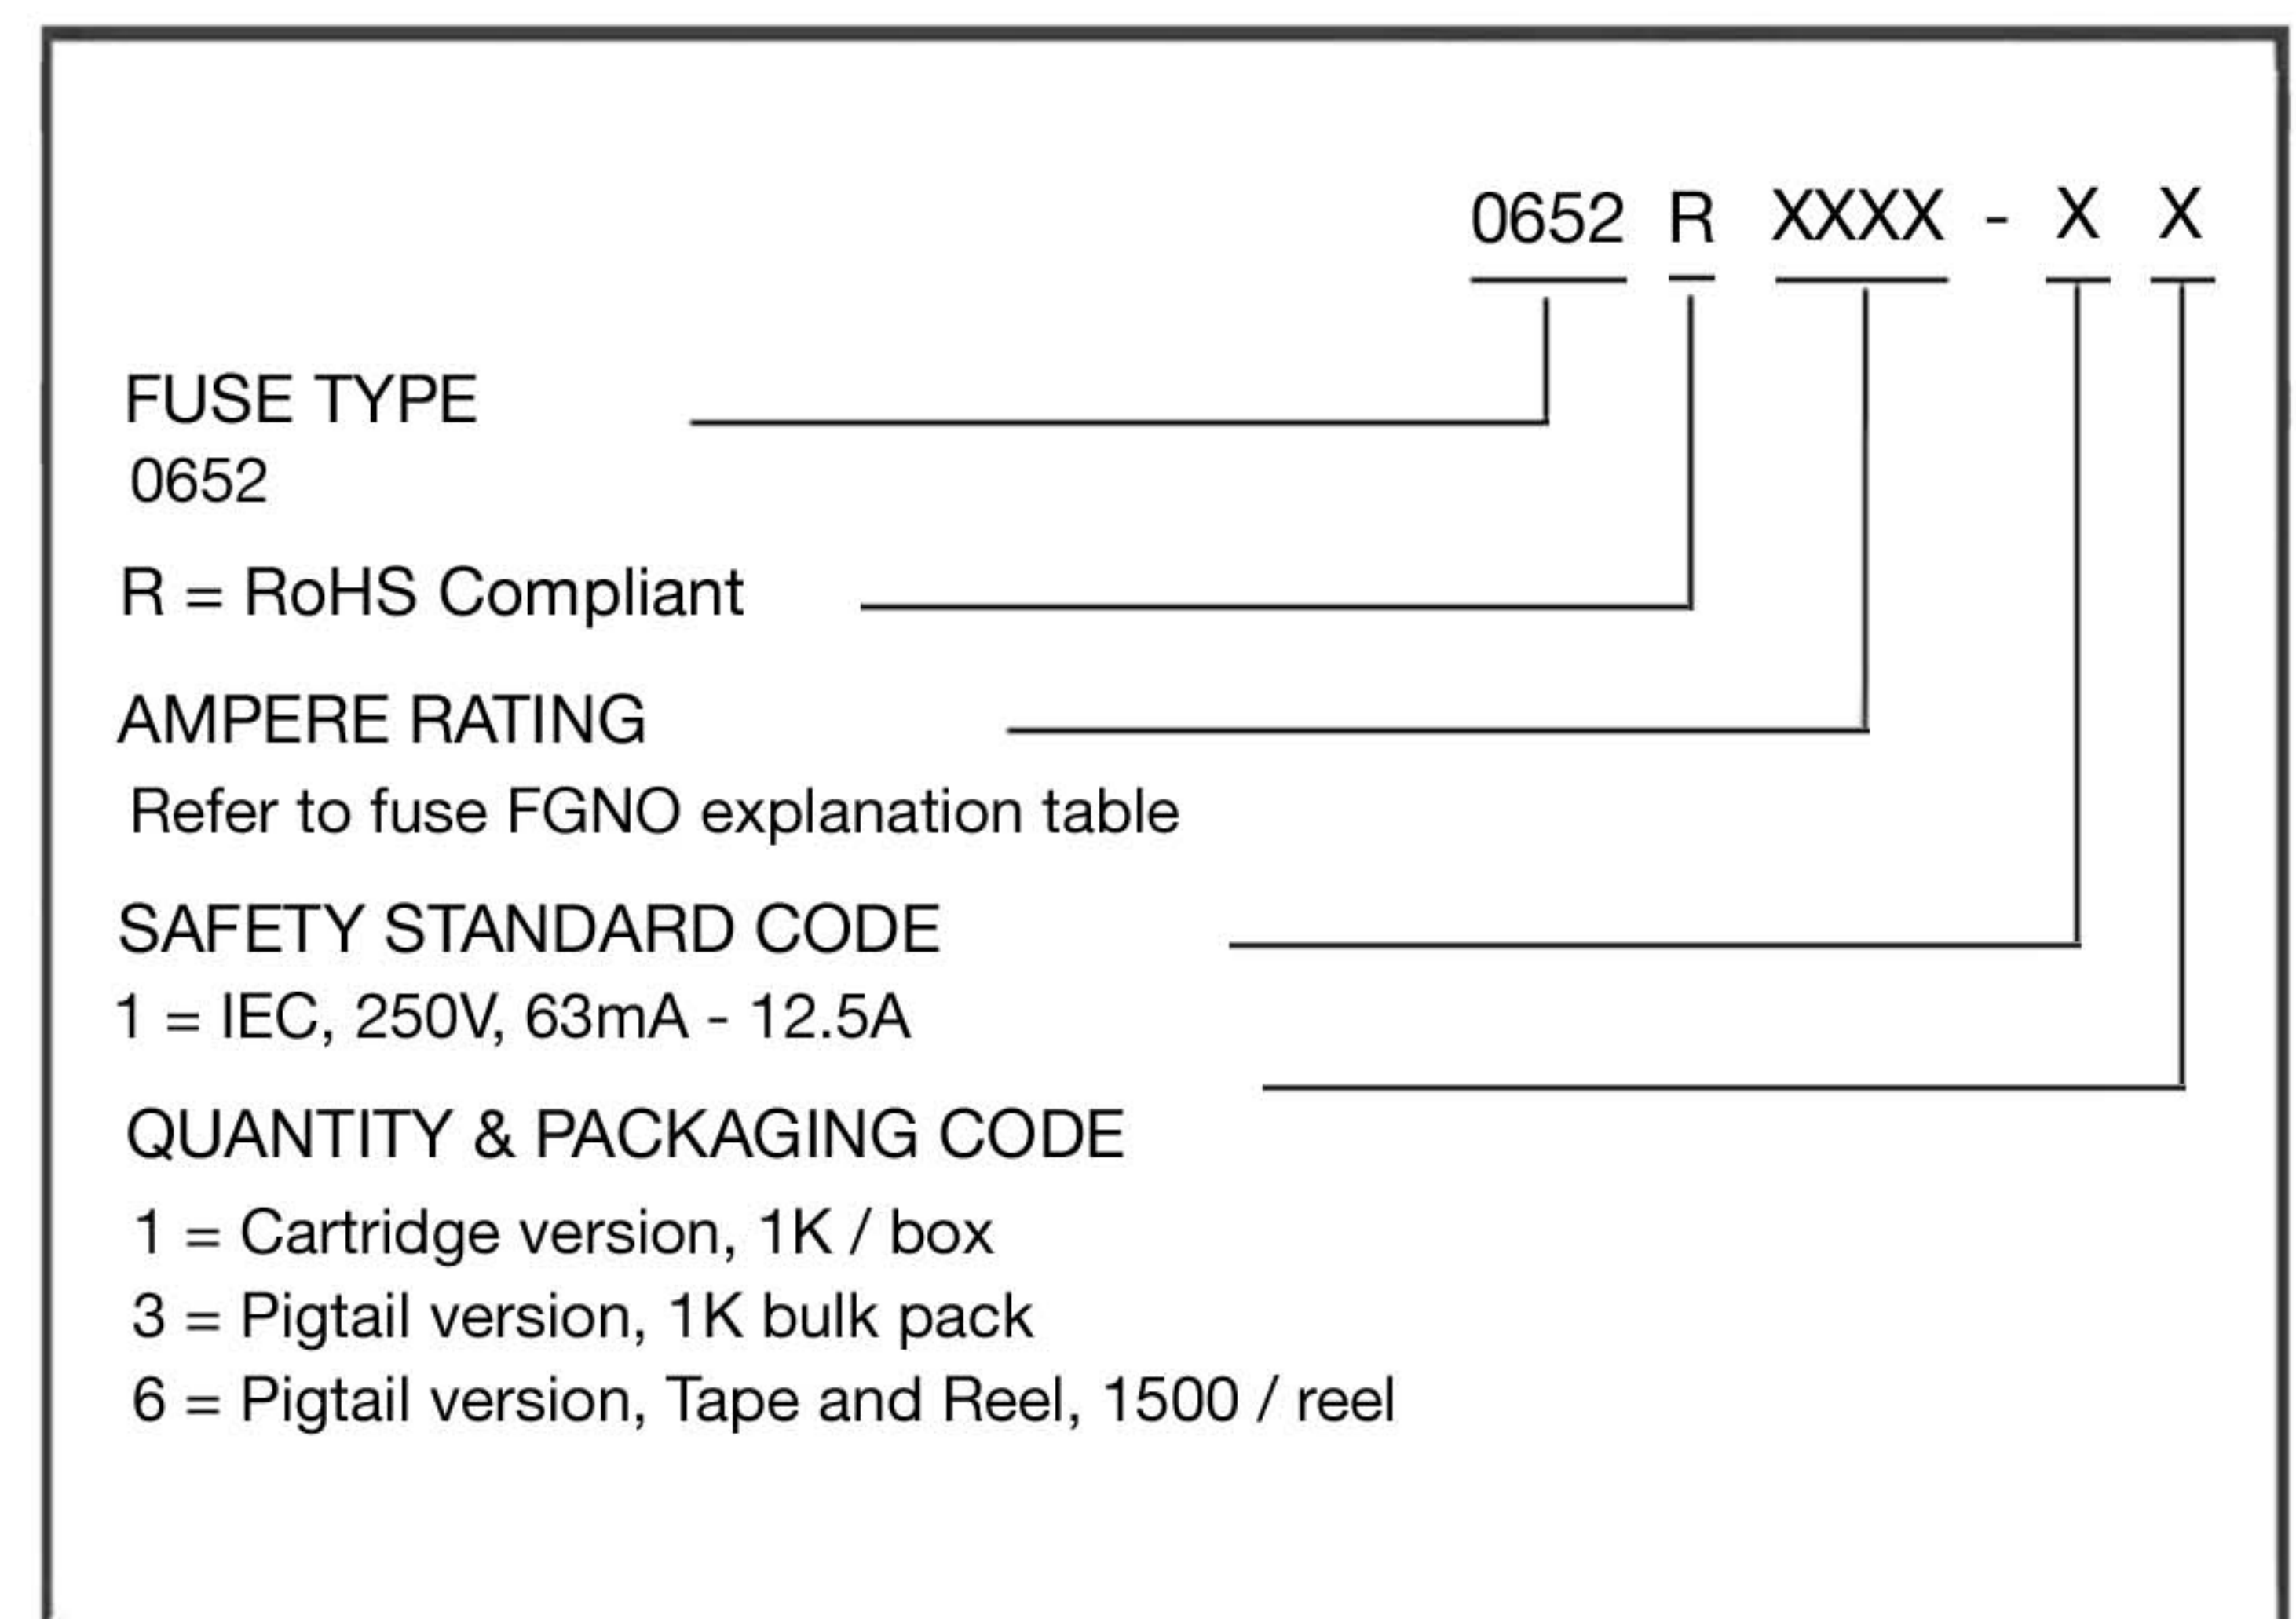 0652 R XXXX - X X
FUSE TYPE
0652
R = RoHS Compliant
AMPERE RATING
Refer to fuse FGNO explanation table
SAFETY STANDARD CODE
1 = IEC, 250V, 63mA - 12.5A
QUANTITY & PACKAGING CODE
1 = Cartridge version, 1K / box
3 = Pigtail version, 1K bulk pack
6 = Pigtail version, Tape and Reel, 1500 / reel